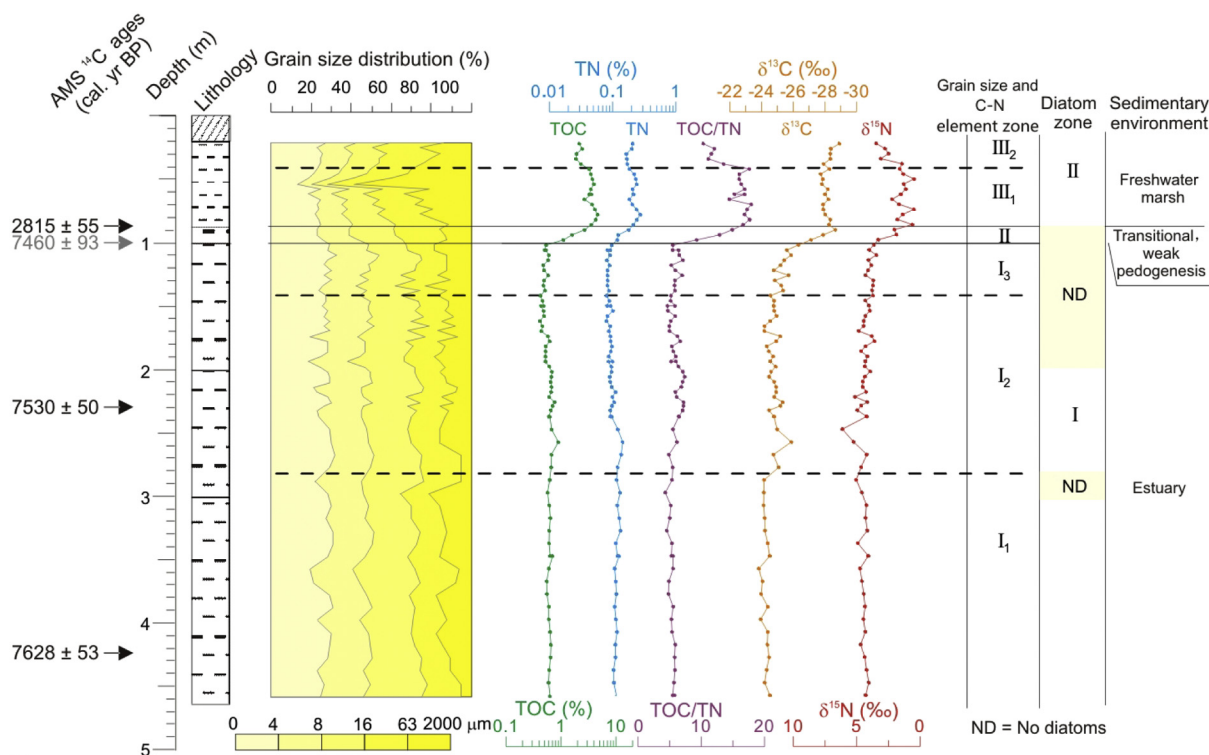 AMS ¹⁴C ages
(cal. yr BP)
Depth (m)
Lithology
Grain size distribution (%)
0 20 40 60 80 100
TN (%)
0.01 0.1 1
δ¹³C (‰)
-22 -24 -26 -28 -30
Grain size and
C-N
element zone
Diatom
zone
Sedimentary
environment
TOC TN TOC/TN δ¹³C δ¹⁵N
III₂
II
III₁
Freshwater
marsh
2815 ± 55
7460 ± 93
1
II
Transitional,
weak
pedogenesis
I₃
ND
2
I₂
7530 ± 50
I
3
ND
Estuary
I₁
4
7628 ± 53
5
0 4 8 16 63 2000 μm
TOC (%)
0.1 1 10
TOC/TN
0 10 20
δ¹⁵N (‰)
10 5 0
ND = No diatoms